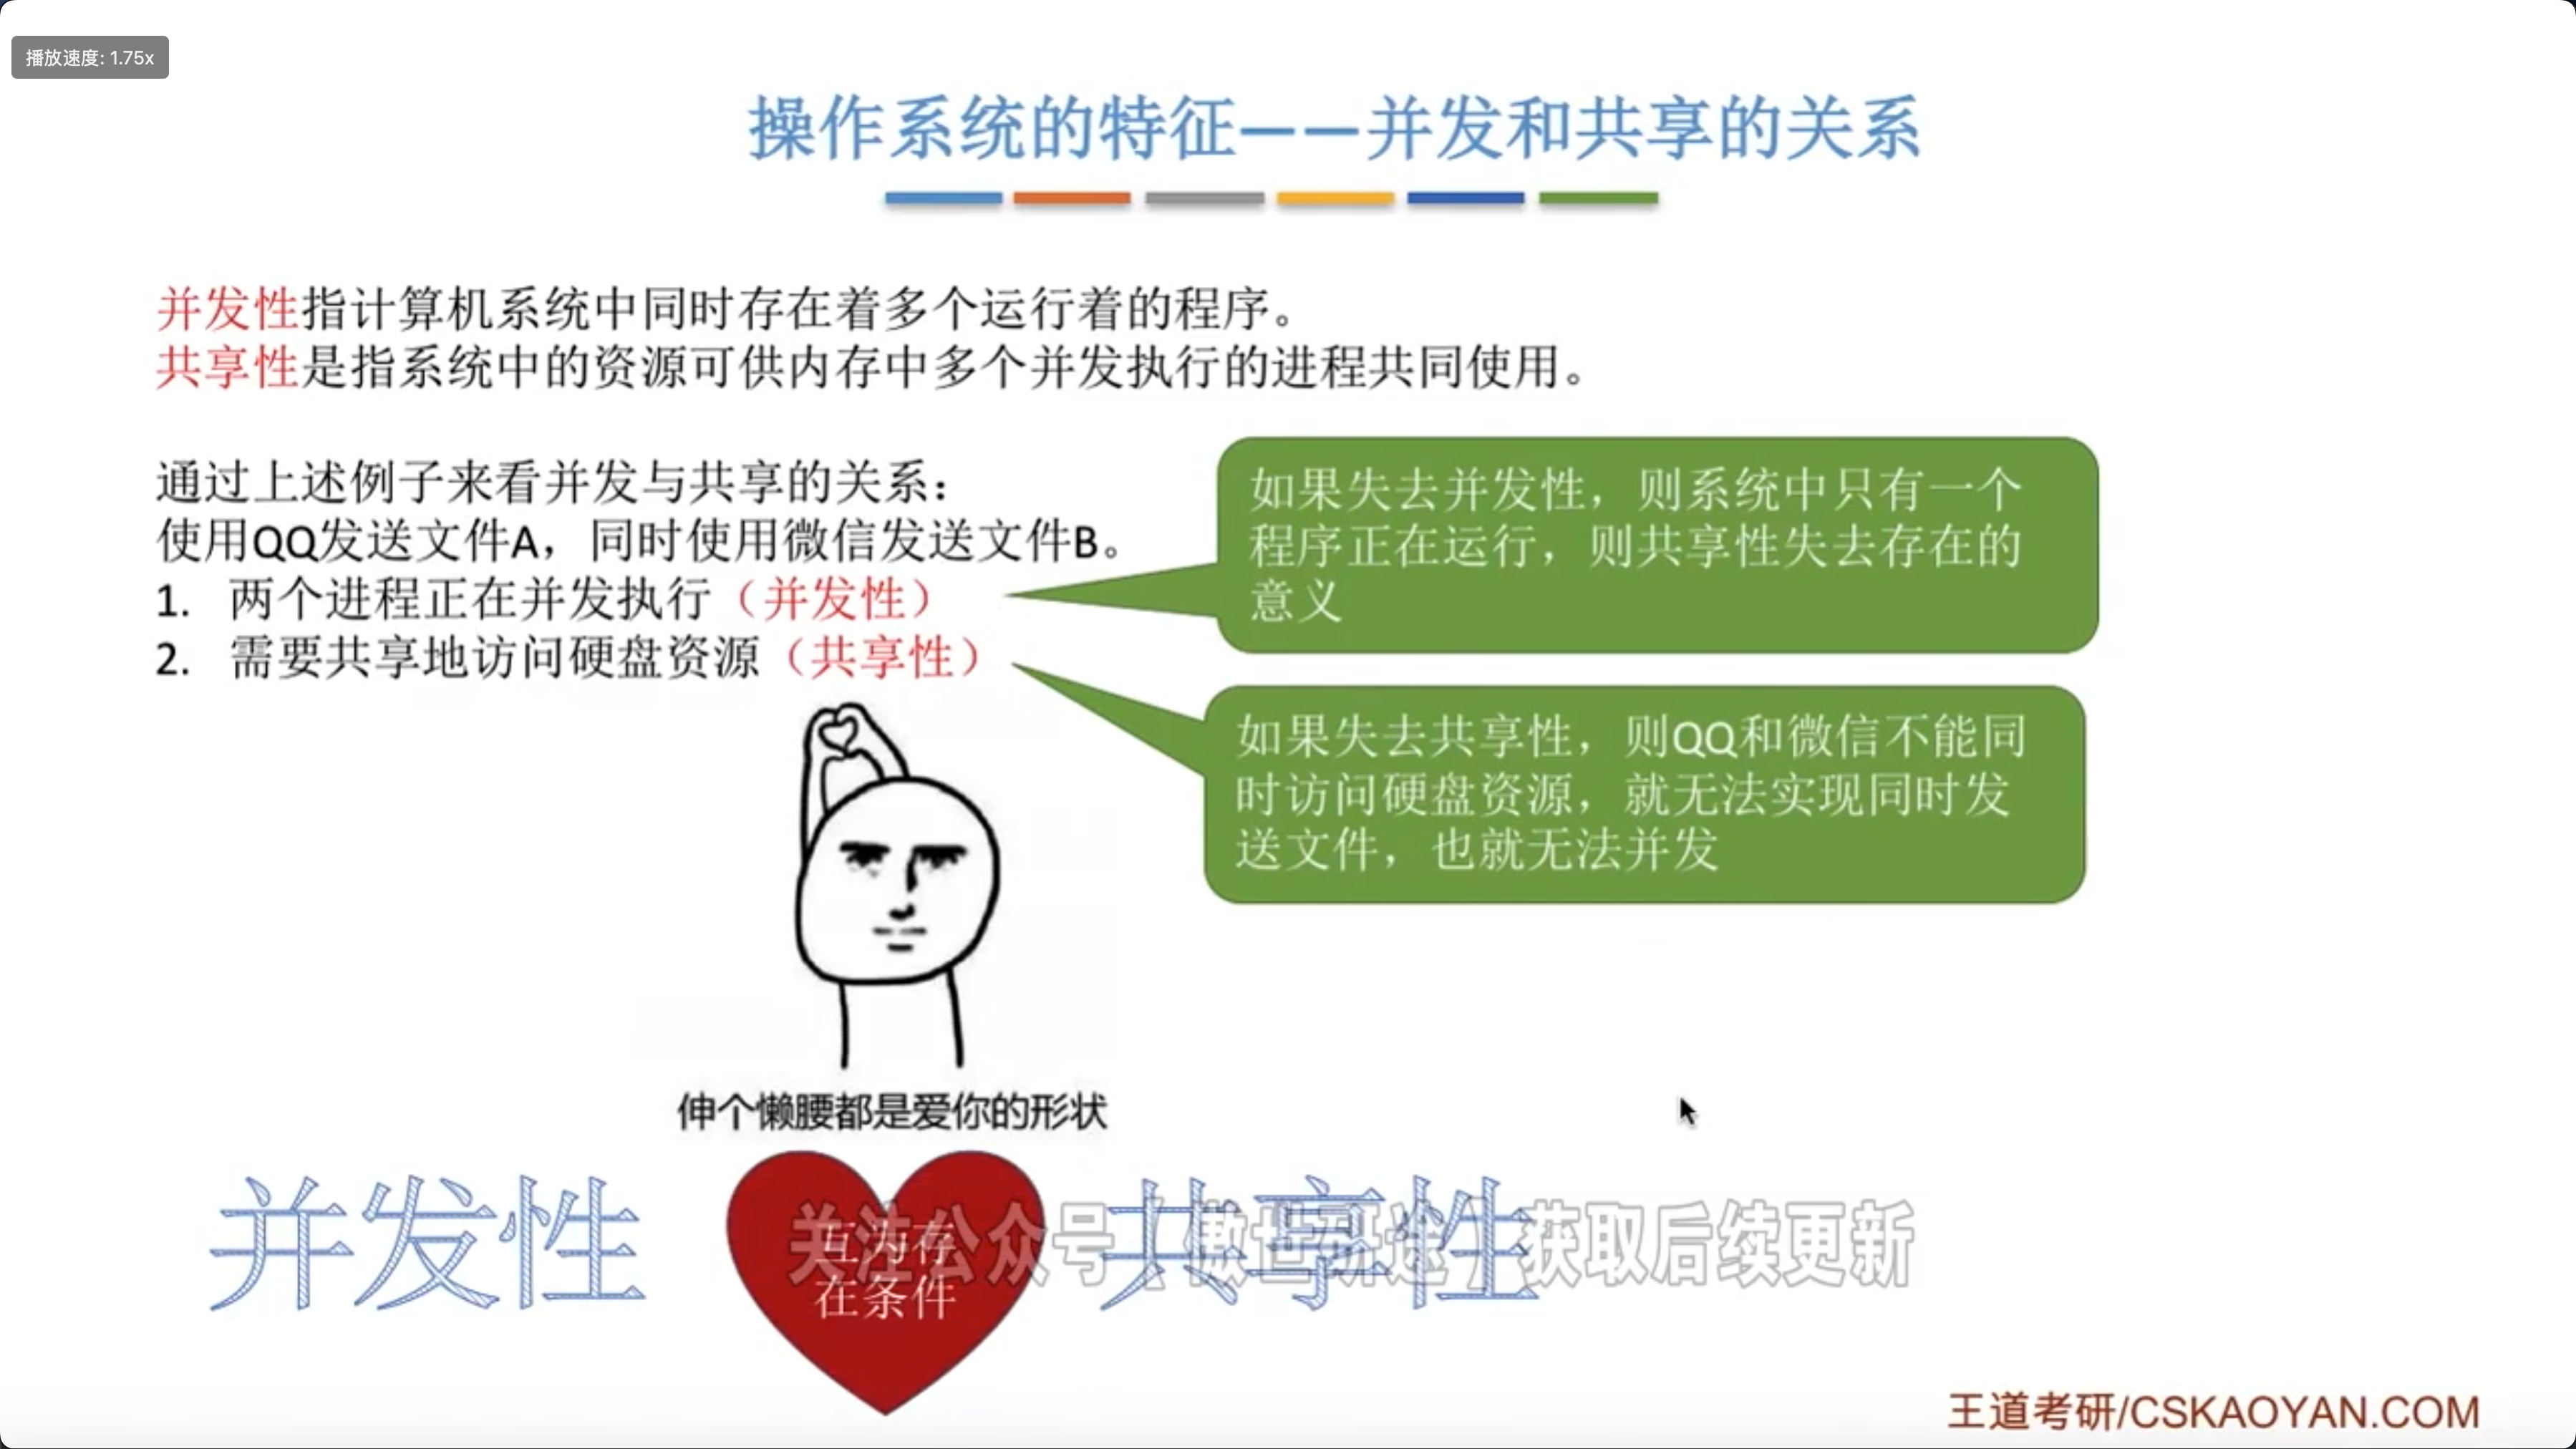 播放速度: 1.75x
操作系统的特征——并发和共享的关系
并发性指计算机系统中同时存在着多个运行着的程序。
共享性是指系统中的资源可供内存中多个并发执行的进程共同使用。
通过上述例子来看并发与共享的关系：
使用QQ发送文件A，同时使用微信发送文件B。
1. 两个进程正在并发执行（并发性）
2. 需要共享地访问硬盘资源（共享性）
如果失去并发性，则系统中只有一个
程序正在运行，则共享性失去存在的
意义
如果失去共享性，则QQ和微信不能同
时访问硬盘资源，就无法实现同时发
送文件，也就无法并发
伸个懒腰都是爱你的形状
并发性
互为存
在条件
共享性
关注公众号【傲世研途】获取后续更新
王道考研/CSKAOYAN.COM